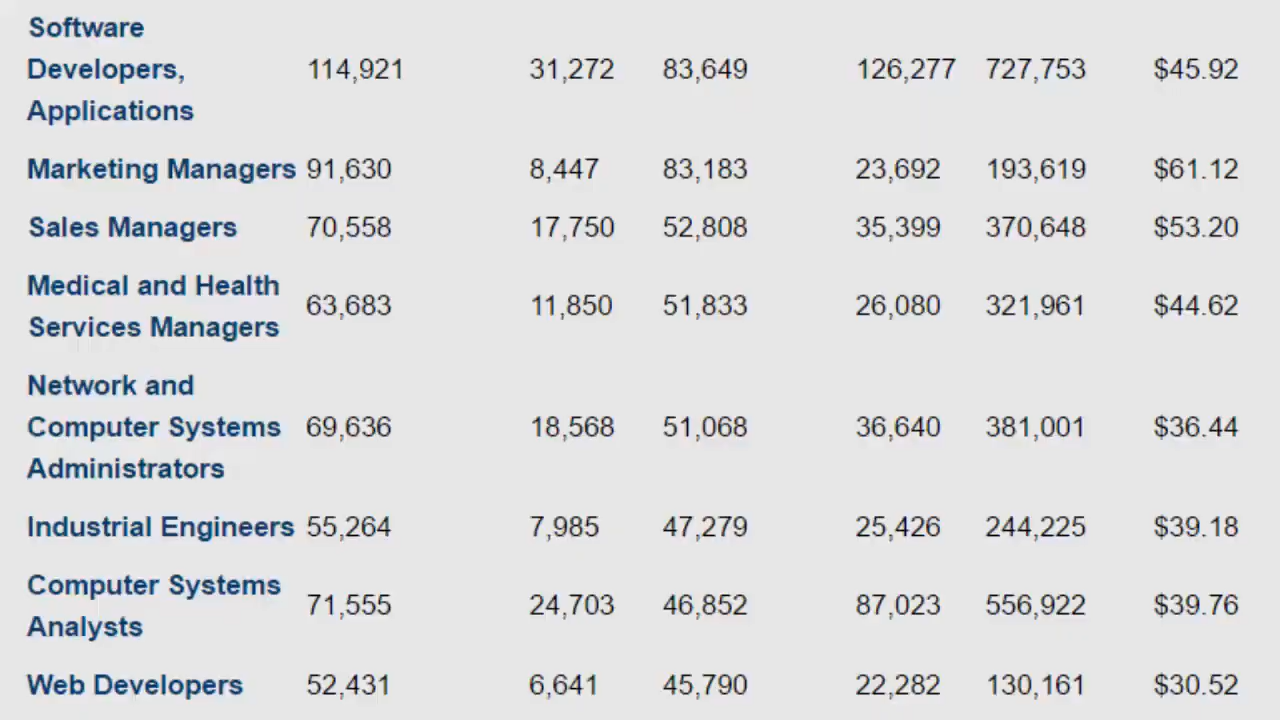 Software
Developers,
Applications
114,921 31,272 83,649 126,277 727,753 $45.92
Marketing Managers 91,630 8,447 83,183 23,692 193,619 $61.12
Sales Managers 70,558 17,750 52,808 35,399 370,648 $53.20
Medical and Health
Services Managers
63,683 11,850 51,833 26,080 321,961 $44.62
Network and
Computer Systems
Administrators
69,636 18,568 51,068 36,640 381,001 $36.44
Industrial Engineers 55,264 7,985 47,279 25,426 244,225 $39.18
Computer Systems
Analysts
71,555 24,703 46,852 87,023 556,922 $39.76
Web Developers 52,431 6,641 45,790 22,282 130,161 $30.52